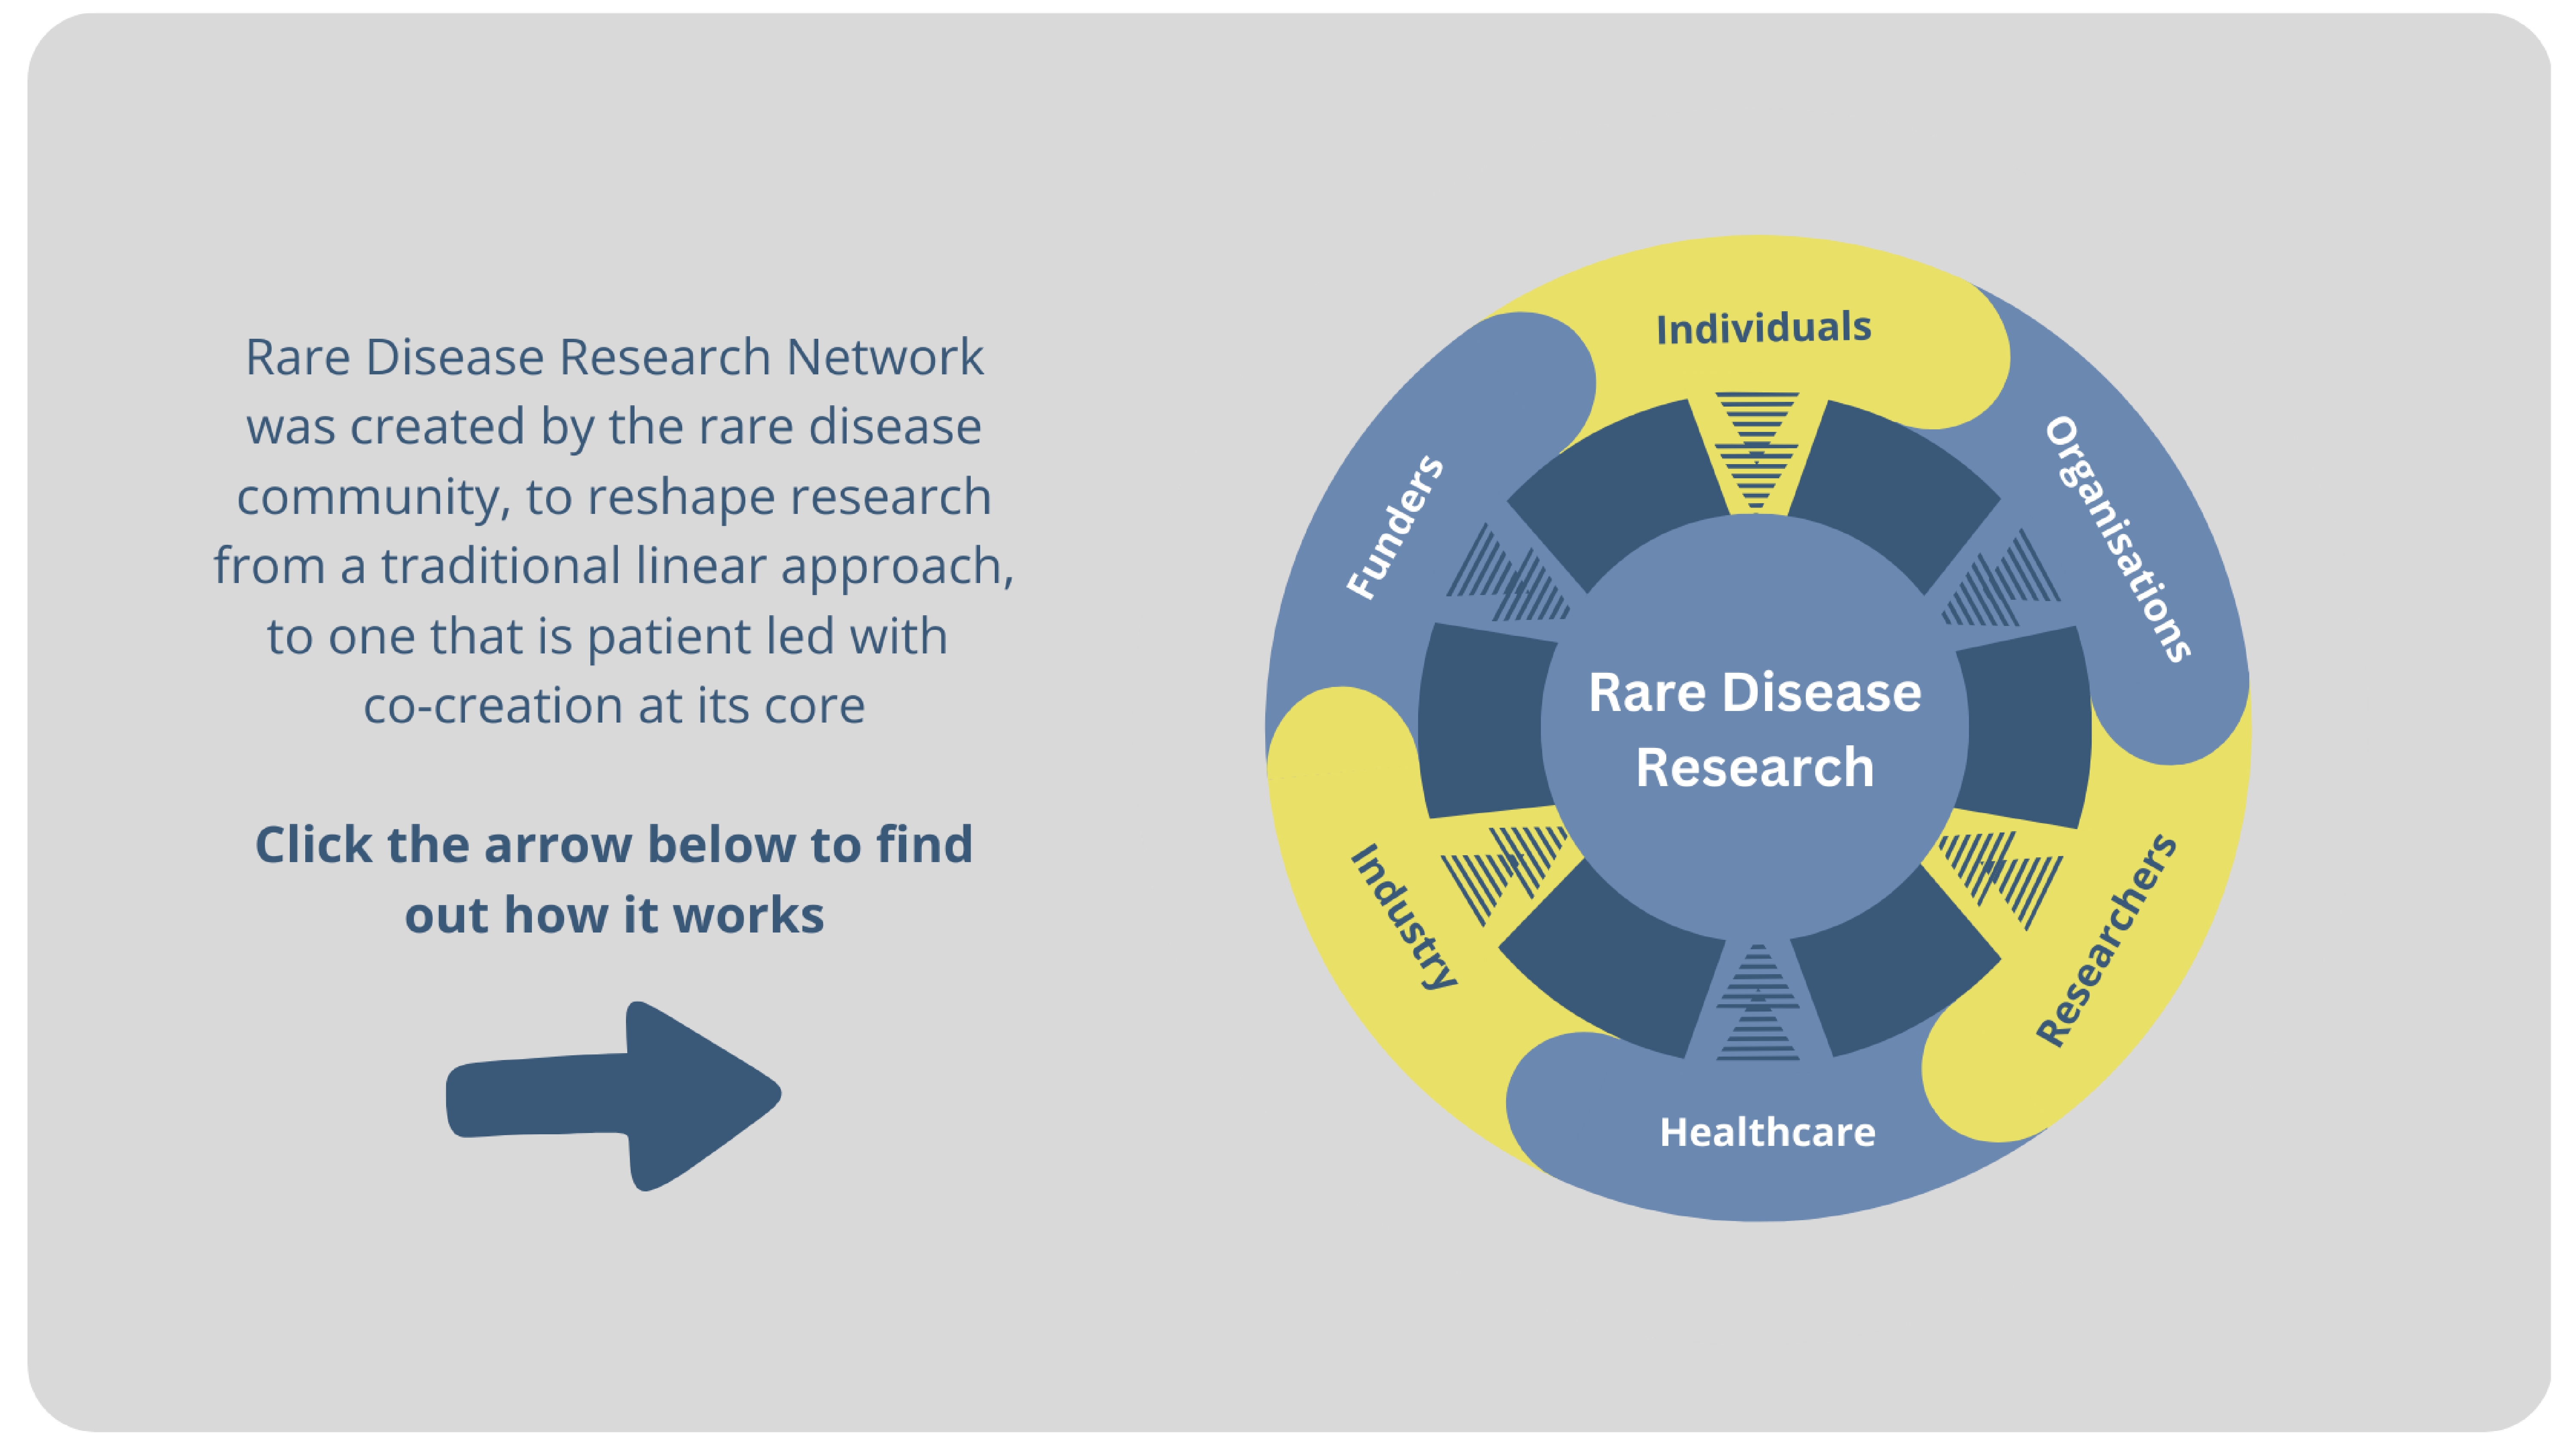 Rare Disease Research Network
was created by the rare disease
community, to reshape research
from a traditional linear approach,
to one that is patient led with
co-creation at its core
Click the arrow below to find
out how it works
Individuals
Organisations
Researchers
Healthcare
Industry
Funders
Rare Disease
Research